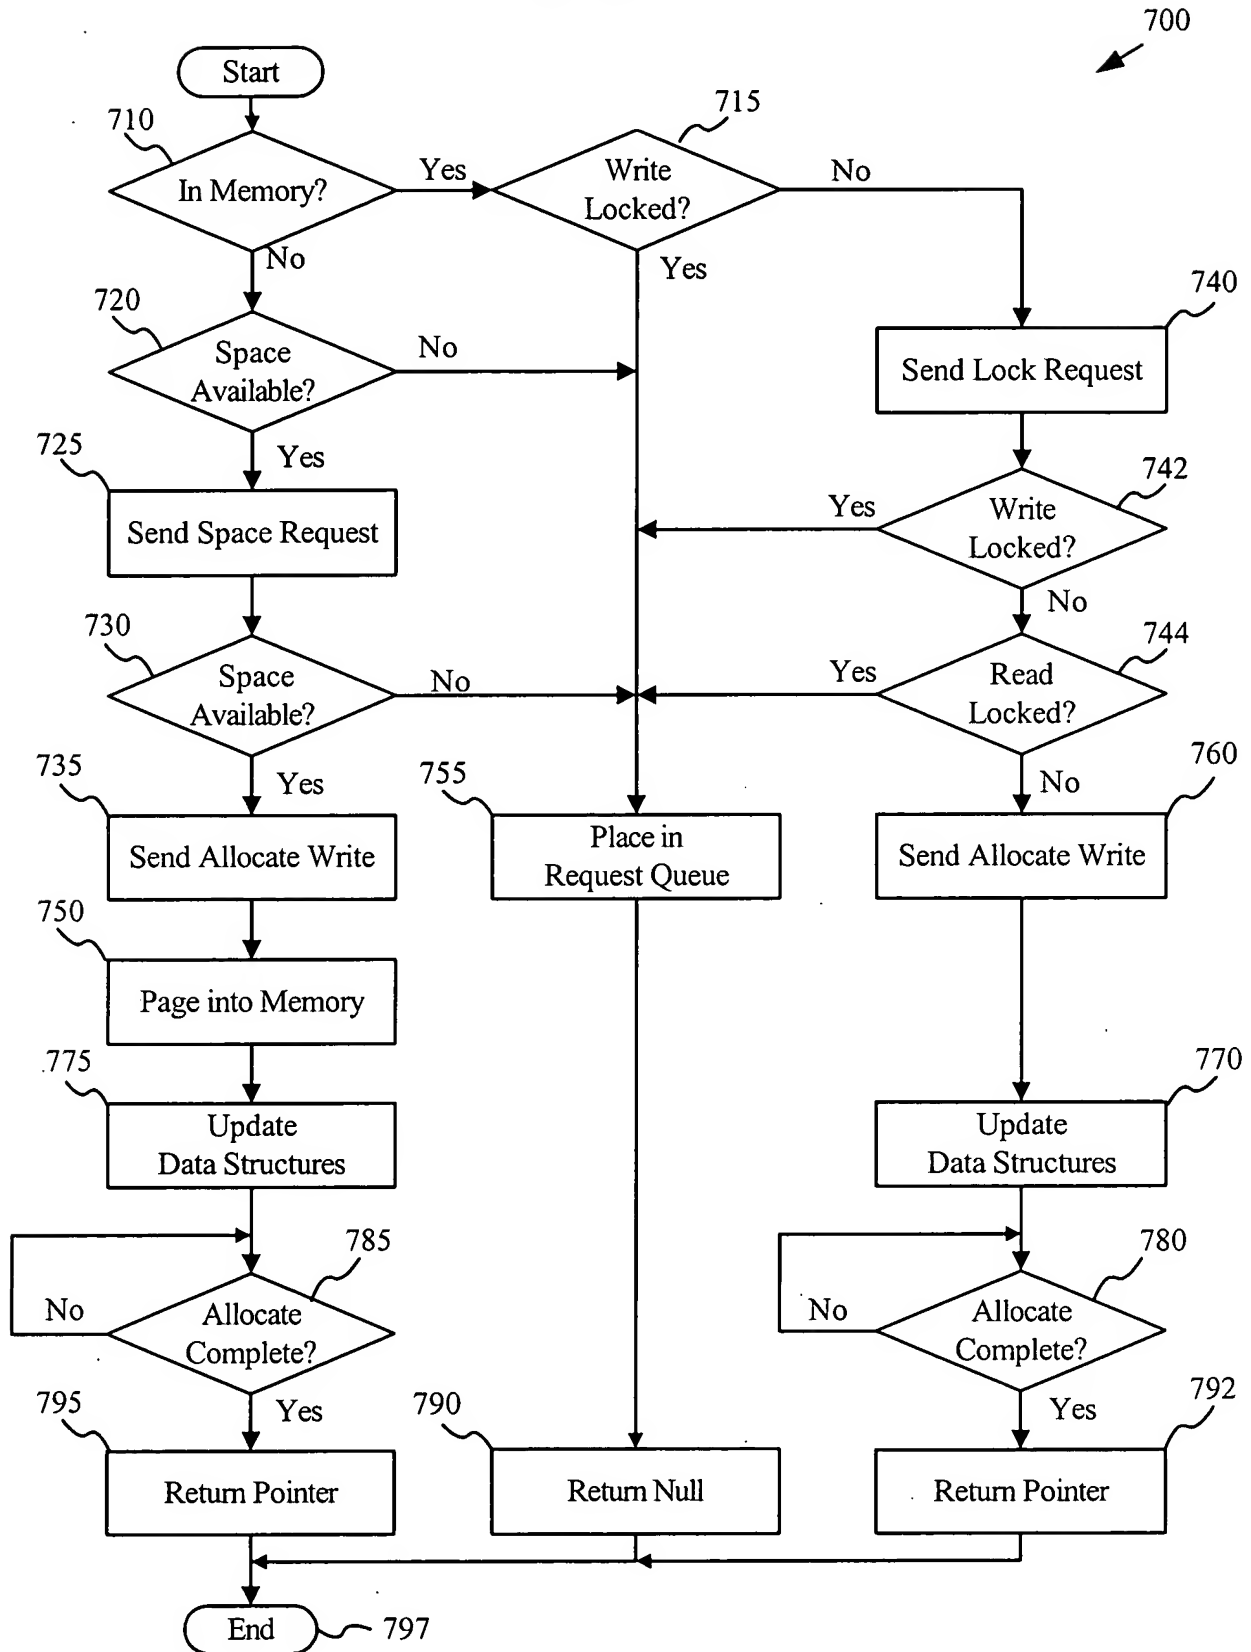 700
Start
710
715
In Memory?
Yes
Write
Locked?
No
No
Yes
720
740
Space
Available?
No
Send Lock Request
725
Yes
742
Send Space Request
Yes
Write
Locked?
No
730
744
Space
Available?
No
Yes
Read
Locked?
735
Yes
755
No
760
Send Allocate Write
Place in
Request Queue
Send Allocate Write
750
Page into Memory
775
770
Update
Data Structures
Update
Data Structures
785
780
No
Allocate
Complete?
No
Allocate
Complete?
795
Yes
790
Yes
792
Return Pointer
Return Null
Return Pointer
End
797